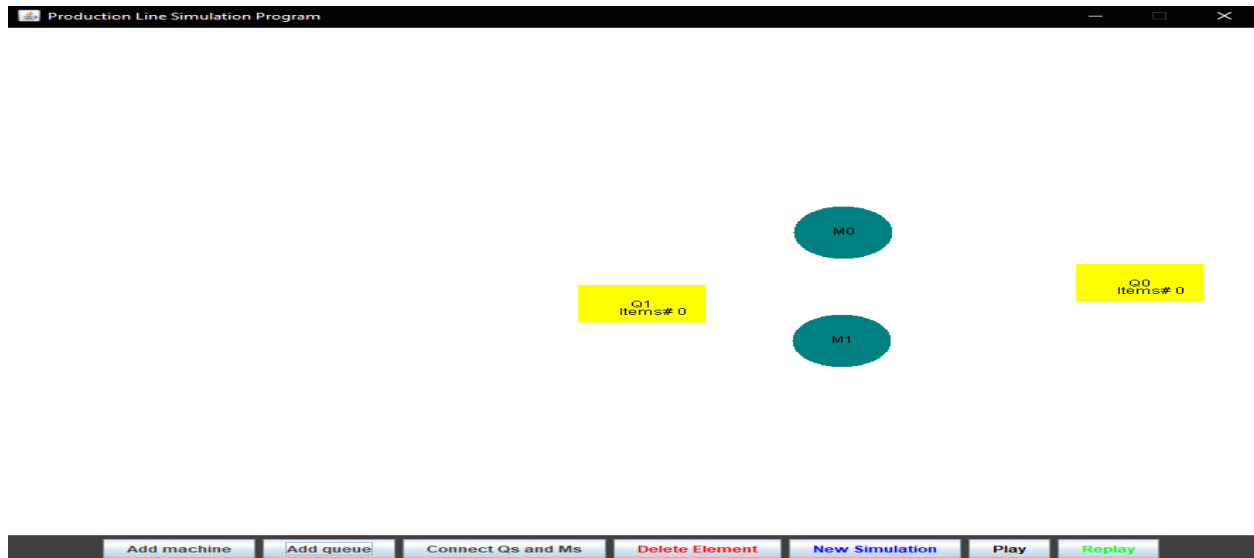 Production Line Simulation Program
M0
Q0
Items# 0
Q1
Items# 0
M1
Add machine
Add queue
Connect Qs and Ms
Delete Element
New Simulation
Play
Replay